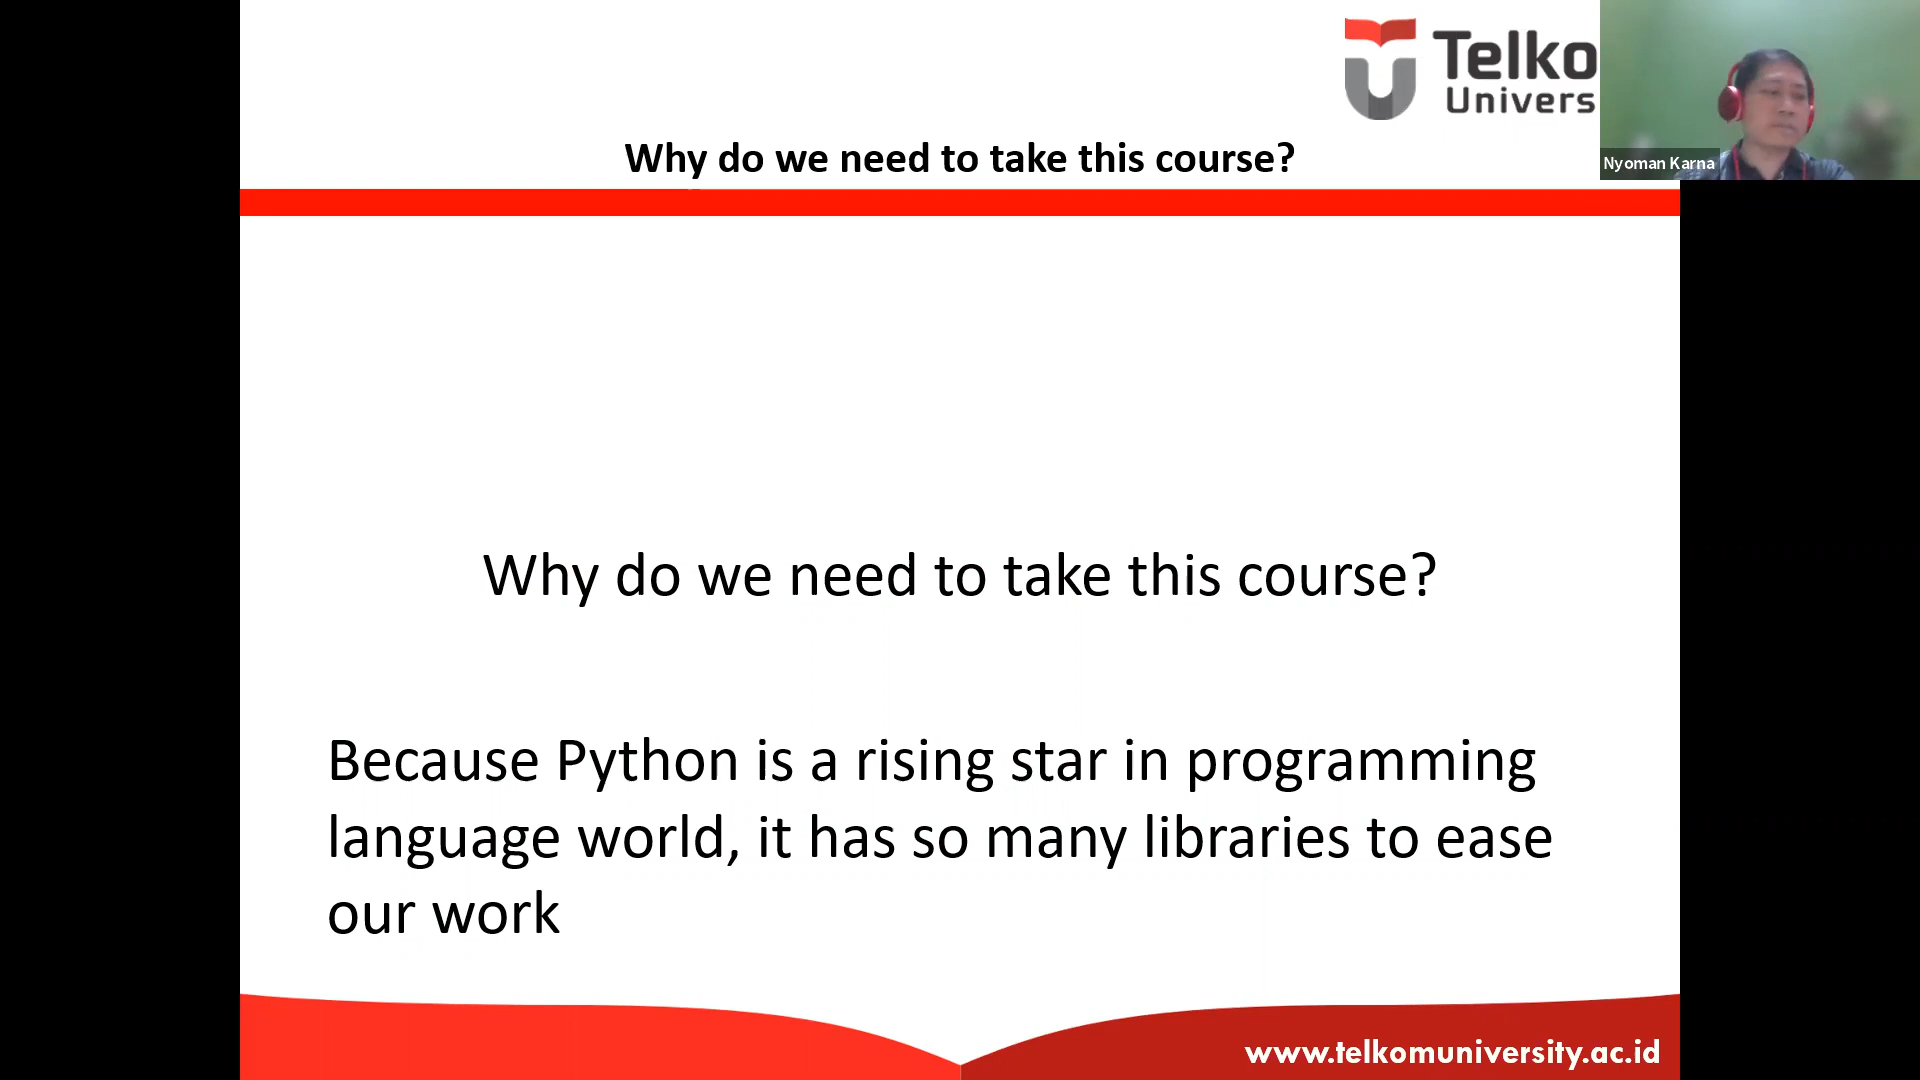 Telko
Univers
Nyoman Karna
Why do we need to take this course?
Why do we need to take this course?
Because Python is a rising star in programming
language world, it has so many libraries to ease
our work
www.telkomuniversity.ac.id